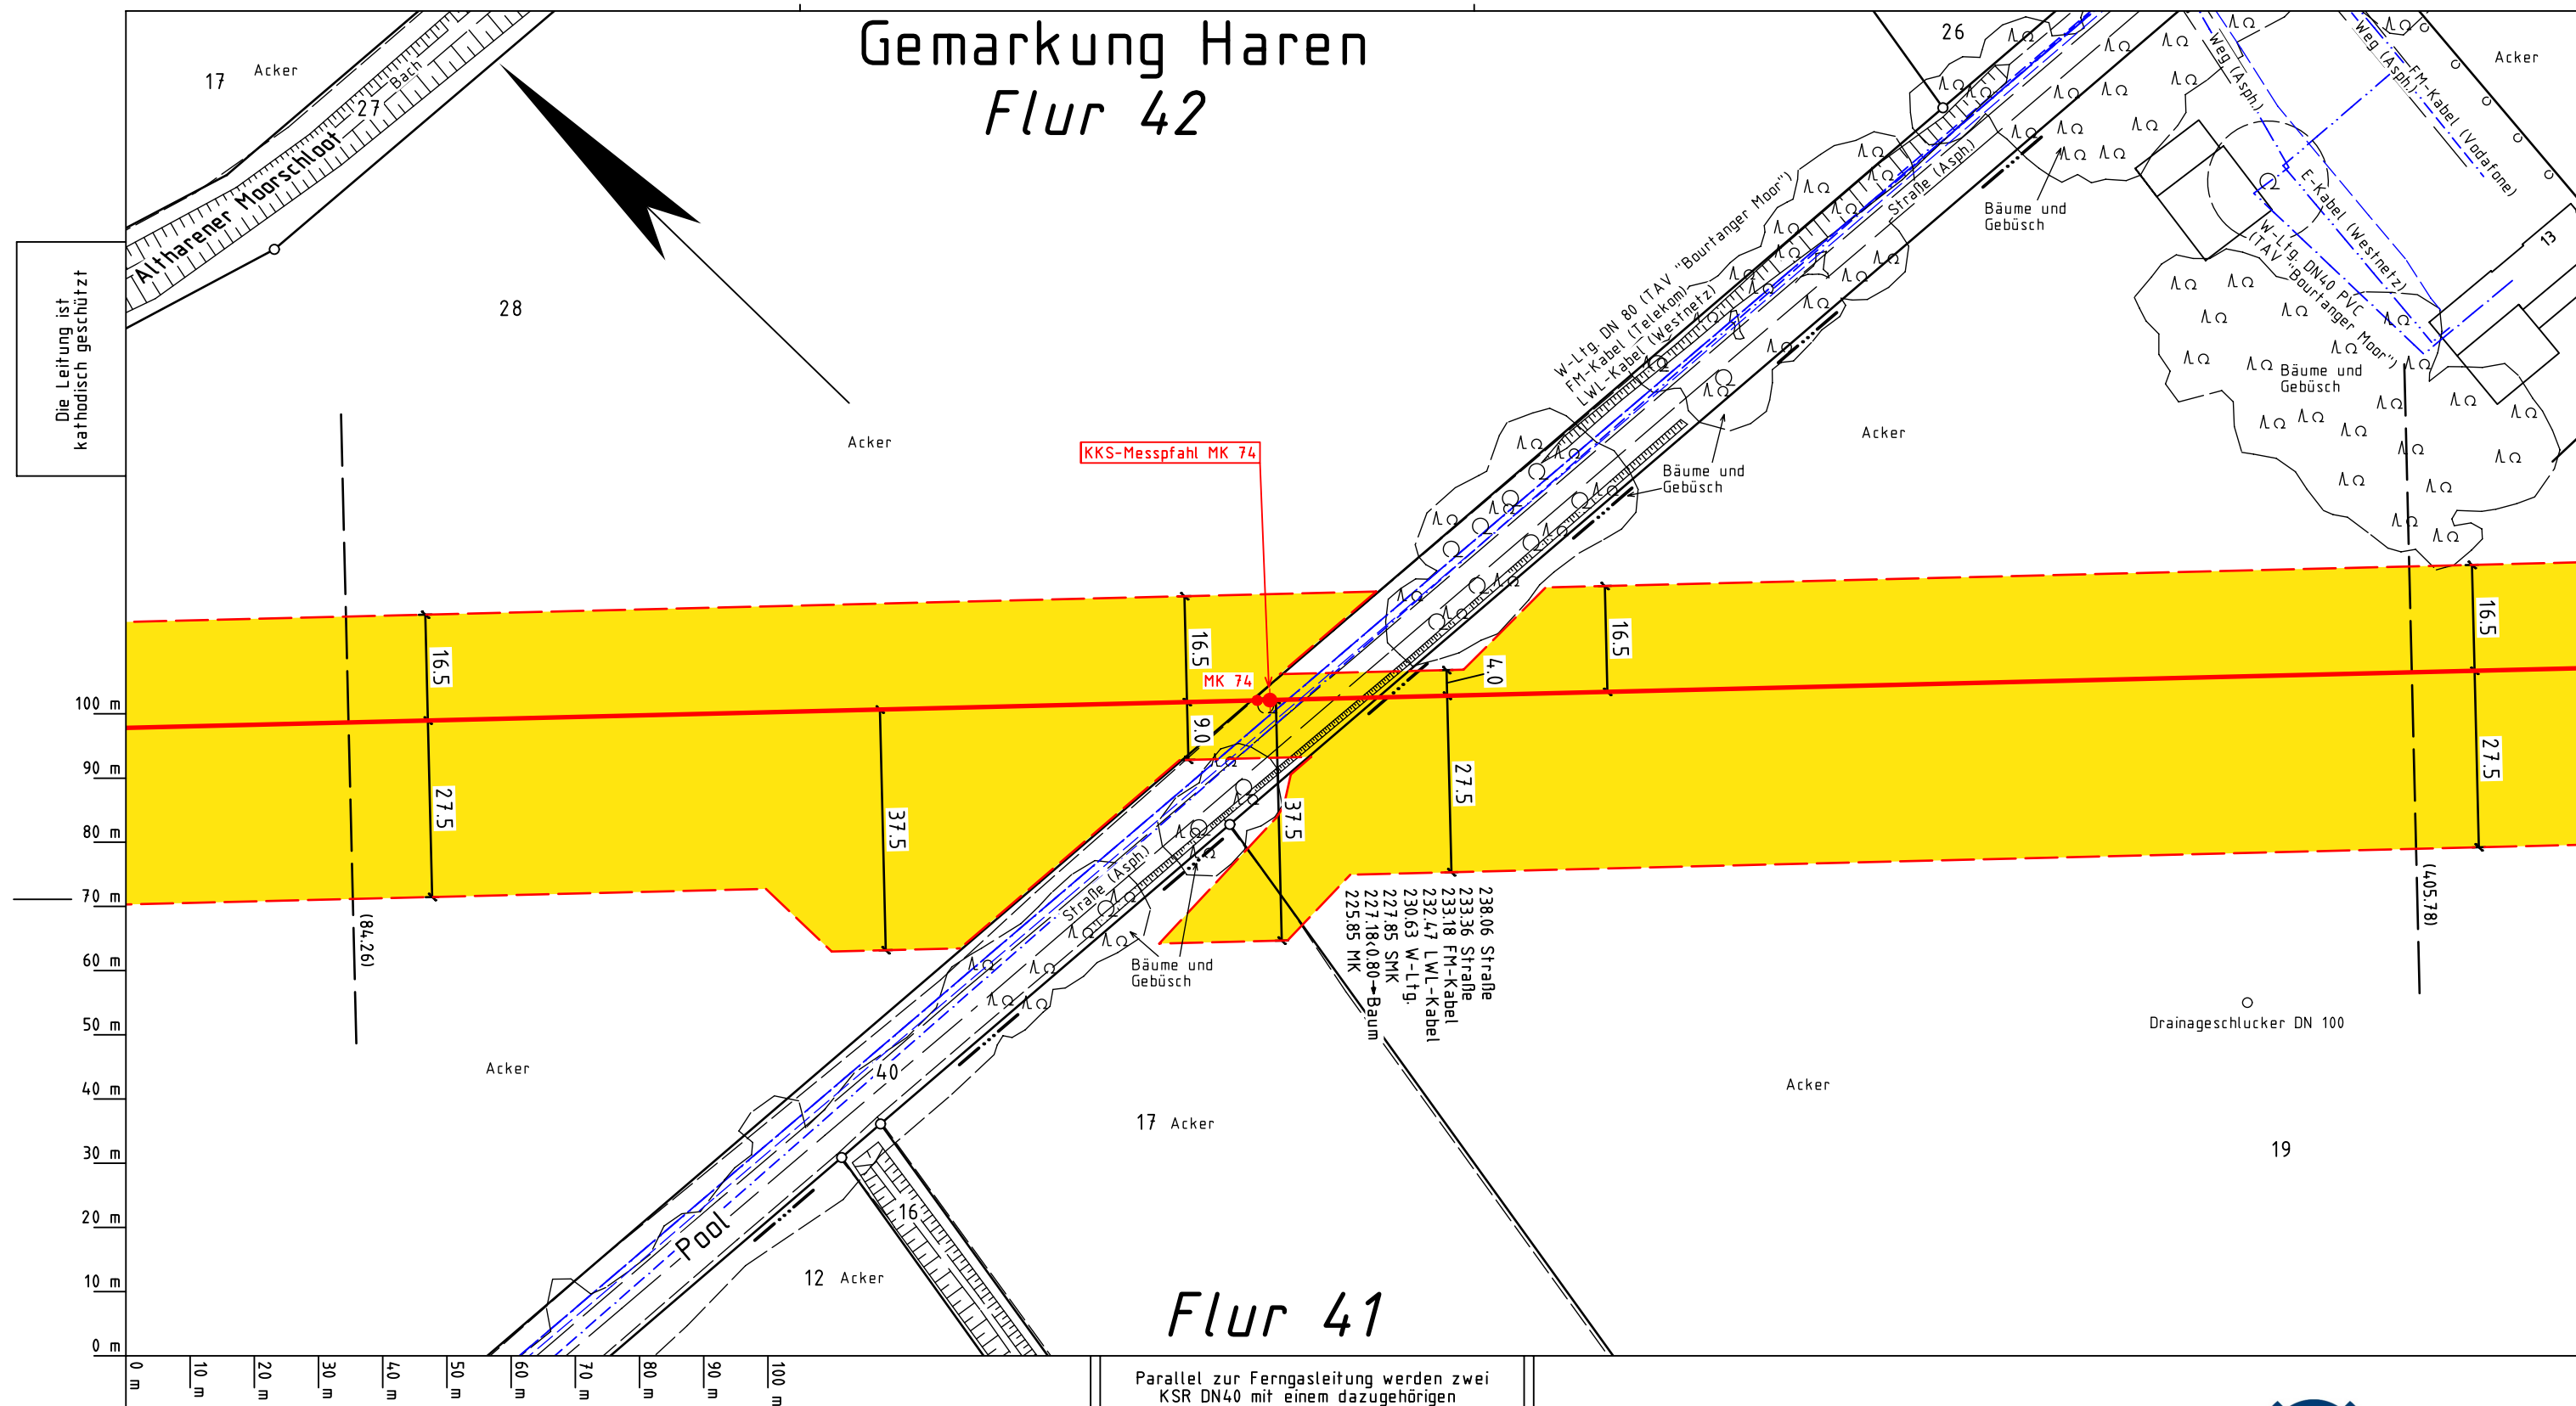 Gemarkung Haren
Flur 42
17
Acker
Bach
27
Altharener Moorschloot
28
Die Leitung ist
kathodisch geschützt
Acker
26
Weg (Asph.)
Weg (Asph.)
FM-Kabel (Vodafone)
Acker
Straße (Asph.)
Bäume und
Gebüsch
E-Kabel (Westnetz)
W-Ltg. DN40 PVC
(TAV "Bourtanger Moor")
13
W-Ltg. DN 80 (TAV "Bourtanger Moor")
FM-Kabel (Telekom)
LWL-Kabel (Westnetz)
Bäume und
Gebüsch
Acker
KKS-Messpfahl MK 74
Bäume und
Gebüsch
16.5
16.5
16.5
4.0
16.5
MK 74
9.0
27.5
37.5
37.5
27.5
27.5
(84.26)
(405.78)
100 m
90 m
80 m
70 m
60 m
50 m
40 m
30 m
20 m
10 m
0 m
Straße (Asph.)
Bäume und
Gebüsch
238.06 Straße
233.36 Straße
233.18 FM-Kabel
232.47 LWL-Kabel
230.63 W-Ltg.
227.85 SMK
227.18<0.80→Baum
225.85 MK
Drainageschlucker DN 100
Acker
40
Acker
17 Acker
19
Pool
16
12 Acker
Flur 41
0 m
10 m
20 m
30 m
40 m
50 m
60 m
70 m
80 m
90 m
100 m
Parallel zur Ferngasleitung werden zwei
KSR DN40 mit einem dazugehörigen